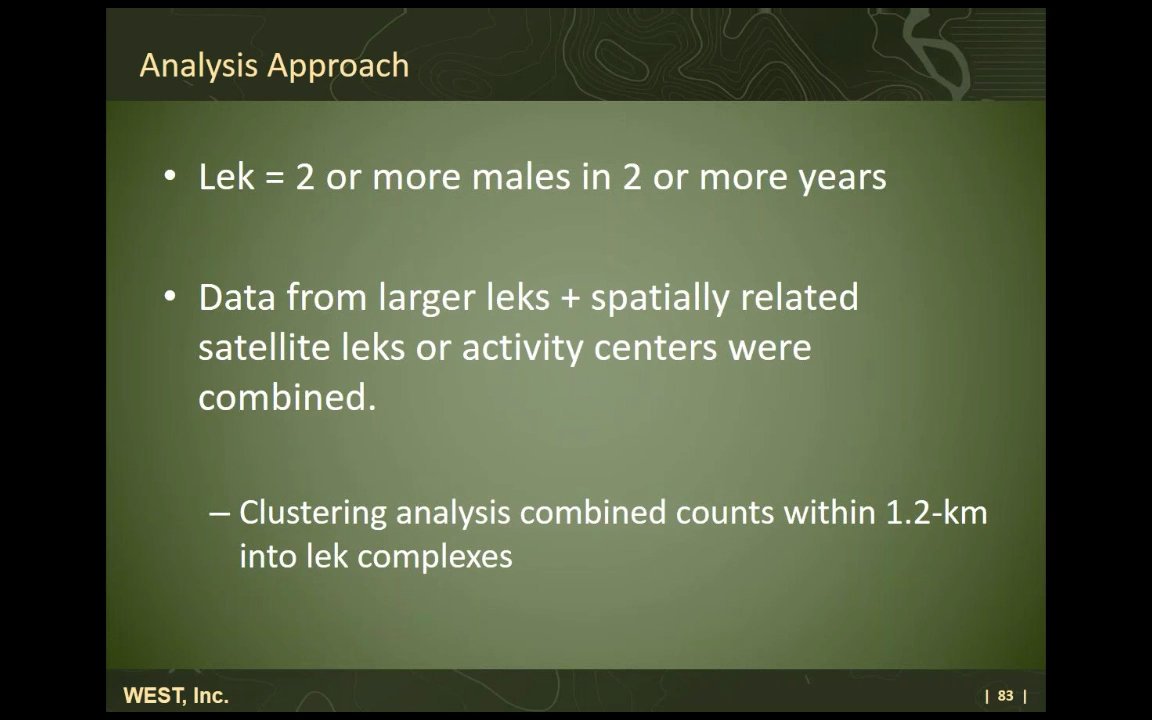 Analysis Approach
• Lek = 2 or more males in 2 or more years
• Data from larger leks + spatially related
satellite leks or activity centers were
combined.
– Clustering analysis combined counts within 1.2-km
into lek complexes
WEST, Inc.
| 83 |